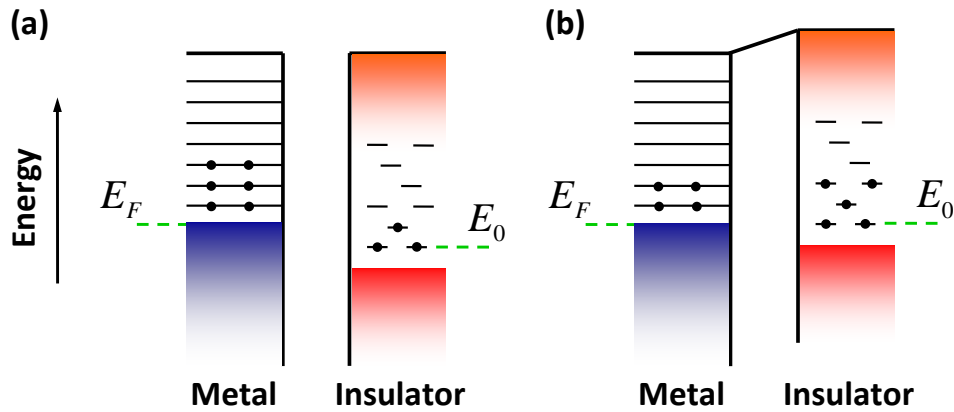 (a)
(b)
Energy
E_F
E_0
E_F
E_0
Metal
Insulator
Metal
Insulator